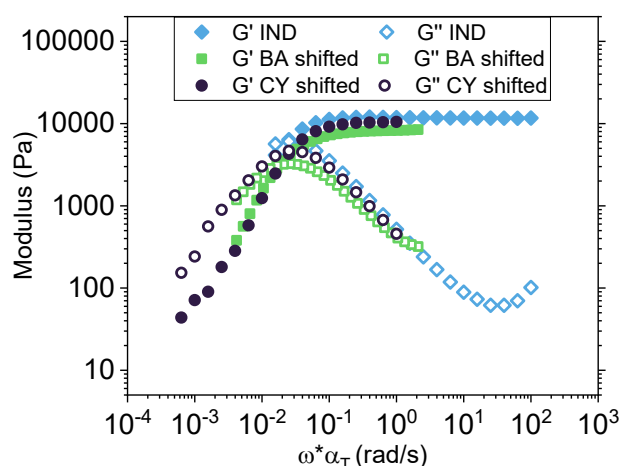 G' IND G'' IND
G' BA shifted G'' BA shifted
G' CY shifted G'' CY shifted
100000
10000
1000
100
10
Modulus (Pa)
10⁻⁴ 10⁻³ 10⁻² 10⁻¹ 10⁰ 10¹ 10² 10³
ω*α_T (rad/s)